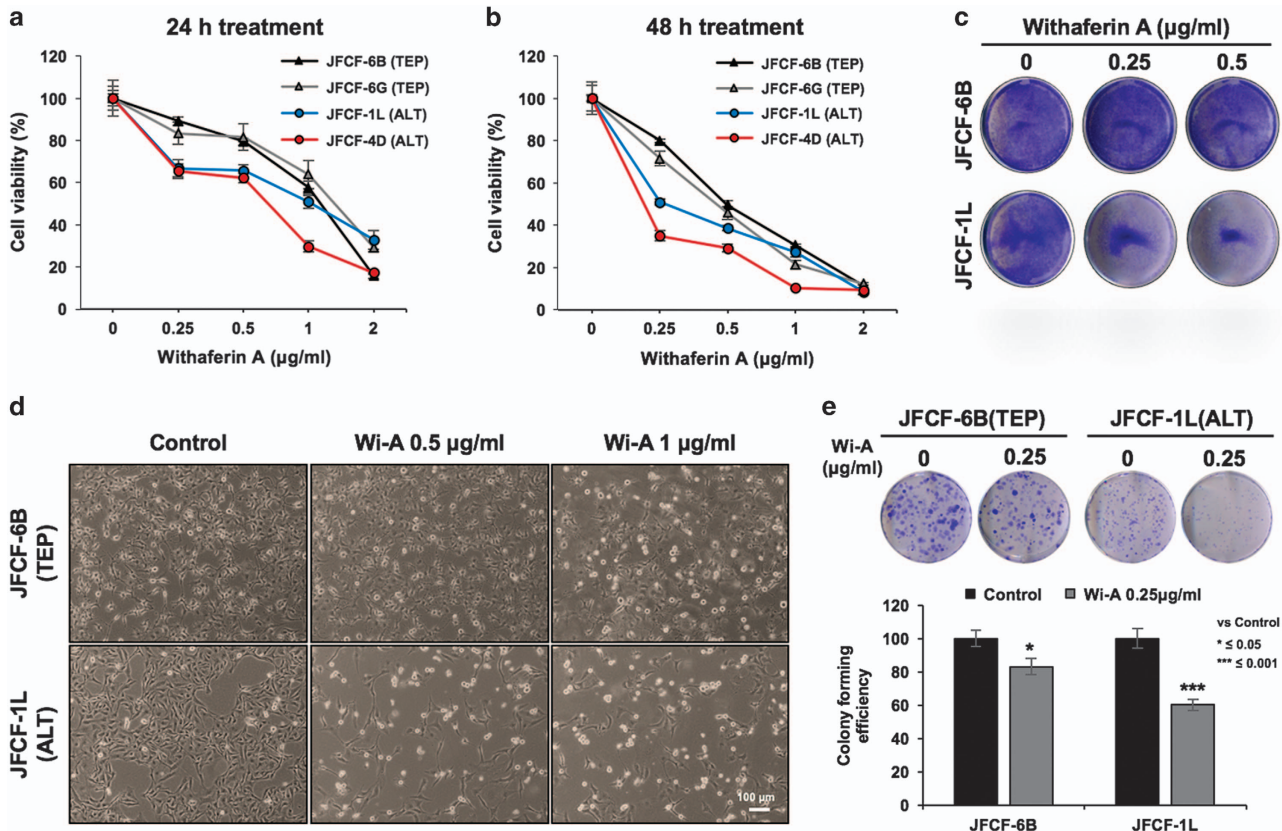 a
24 h treatment
120
100
80
60
40
20
0
Cell viability (%)
JFCF-6B (TEP)
JFCF-6G (TEP)
JFCF-1L (ALT)
JFCF-4D (ALT)
0 0.25 0.5 1 2
Withaferin A (µg/ml)
b
48 h treatment
120
100
80
60
40
20
0
Cell viability (%)
JFCF-6B (TEP)
JFCF-6G (TEP)
JFCF-1L (ALT)
JFCF-4D (ALT)
0 0.25 0.5 1 2
Withaferin A (µg/ml)
c
Withaferin A (µg/ml)
0 0.25 0.5
JFCF-6B
JFCF-1L
d
Control Wi-A 0.5 µg/ml Wi-A 1 µg/ml
JFCF-6B
(TEP)
JFCF-1L
(ALT)
100 µm
e
JFCF-6B(TEP) JFCF-1L(ALT)
Wi-A
(µg/ml)
0 0.25 0 0.25
Control Wi-A 0.25µg/ml
vs Control
* ≤ 0.05
*** ≤ 0.001
120
100
80
60
40
20
0
Colony forming
efficiency
*
***
JFCF-6B JFCF-1L